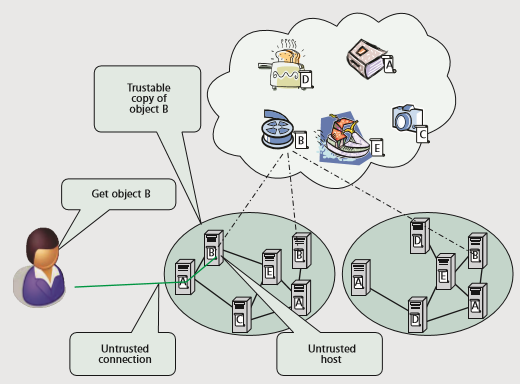 D
A
B
E
C
Trustable
copy of
object B
Get object B
B
A
E
B
A
C
D
B
A
E
A
D
Untrusted
connection
Untrusted
host